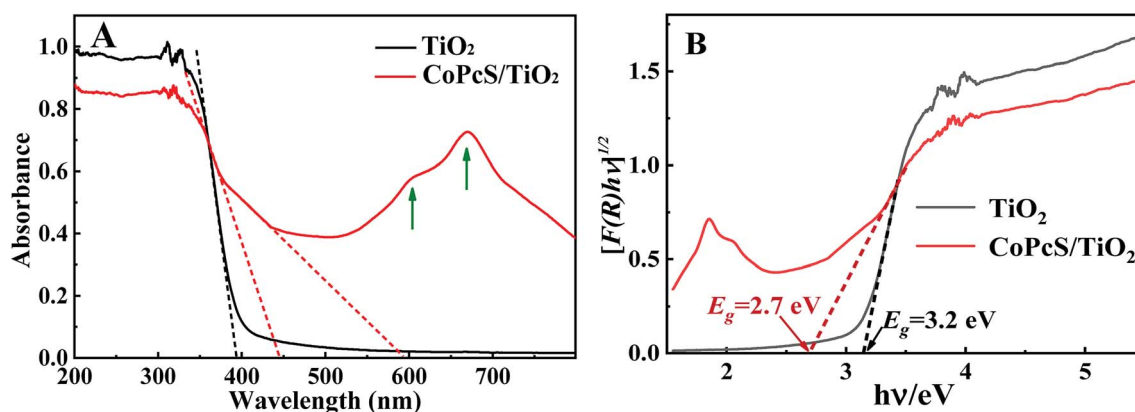 A
TiO₂
CoPcS/TiO₂
Absorbance
1.0
0.8
0.6
0.4
0.2
0.0
200 300 400 500 600 700
Wavelength (nm)
B
[F(R)hν]^{1/2}
1.5
1.0
0.5
0.0
TiO₂
CoPcS/TiO₂
E_g=2.7 eV
E_g=3.2 eV
2 3 4 5
hν/eV